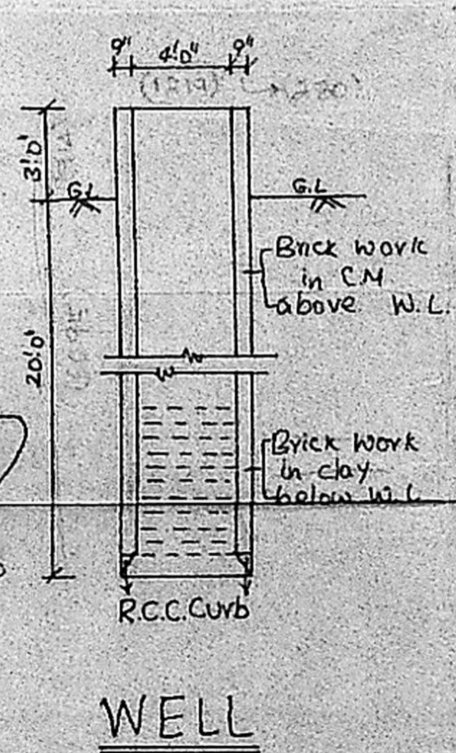 9" 4'0" 9"
(1219)
3'0"
G.L G.L
Brick work
in CM
above W.L.
20'0"
Brick work
in clay
below W.L
R.C.C. Curb
WELL